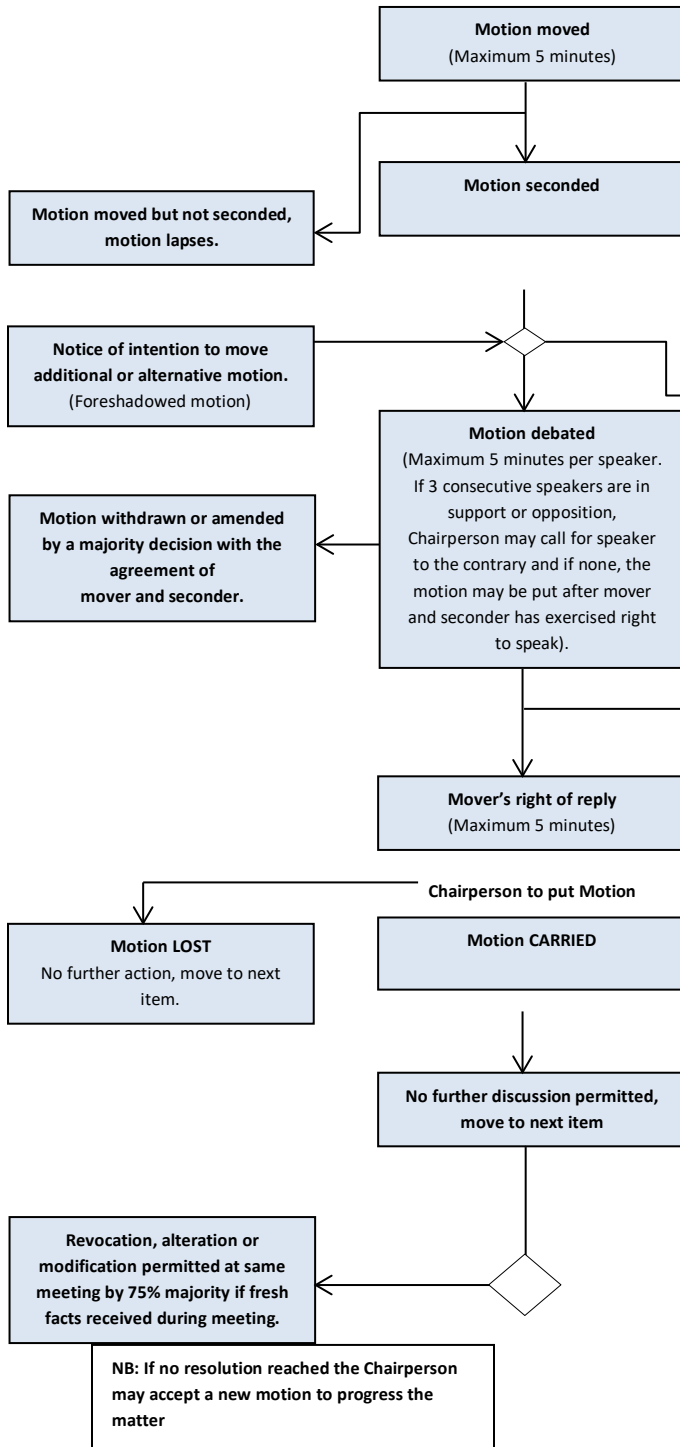 Motion moved
(Maximum 5 minutes)
Motion seconded
Motion moved but not seconded,
motion lapses.
Notice of intention to move
additional or alternative motion.
(Foreshadowed motion)
Motion debated
(Maximum 5 minutes per speaker.
If 3 consecutive speakers are in
support or opposition,
Chairperson may call for speaker
to the contrary and if none, the
motion may be put after mover
and seconder has exercised right
to speak).
Motion withdrawn or amended
by a majority decision with the
agreement of
mover and seconder.
Mover’s right of reply
(Maximum 5 minutes)
Chairperson to put Motion
Motion LOST
No further action, move to next
item.
Motion CARRIED
No further discussion permitted,
move to next item
Revocation, alteration or
modification permitted at same
meeting by 75% majority if fresh
facts received during meeting.
NB: If no resolution reached the Chairperson
may accept a new motion to progress the
matter